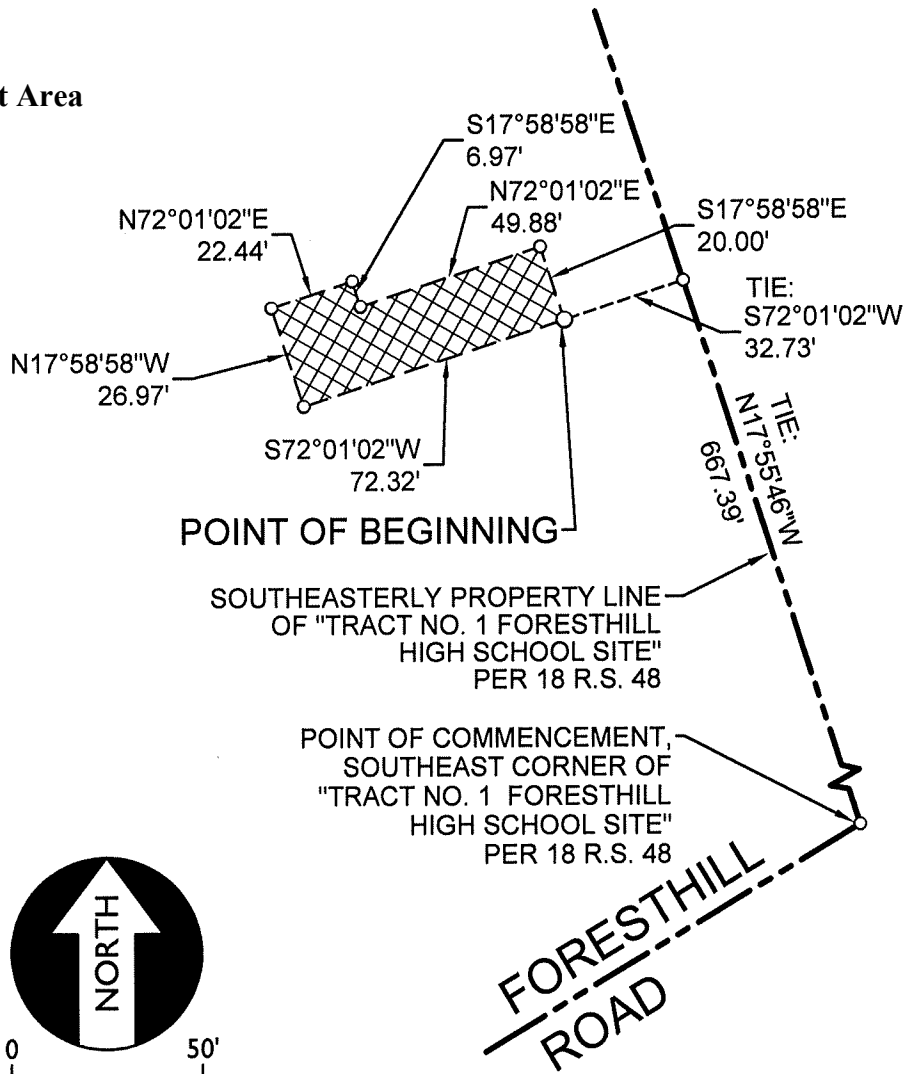 t Area
S17°58'58"E
6.97'
N72°01'02"E
49.88'
N72°01'02"E
22.44'
S17°58'58"E
20.00'
TIE:
S72°01'02"W
32.73'
N17°58'58"W
26.97'
TIE:
N17°55'46"W
667.39'
S72°01'02"W
72.32'
POINT OF BEGINNING
SOUTHEASTERLY PROPERTY LINE
OF "TRACT NO. 1 FORESTHILL
HIGH SCHOOL SITE"
PER 18 R.S. 48
POINT OF COMMENCEMENT,
SOUTHEAST CORNER OF
"TRACT NO. 1 FORESTHILL
HIGH SCHOOL SITE"
PER 18 R.S. 48
FORESTHILL
ROAD
NORTH
0 50'